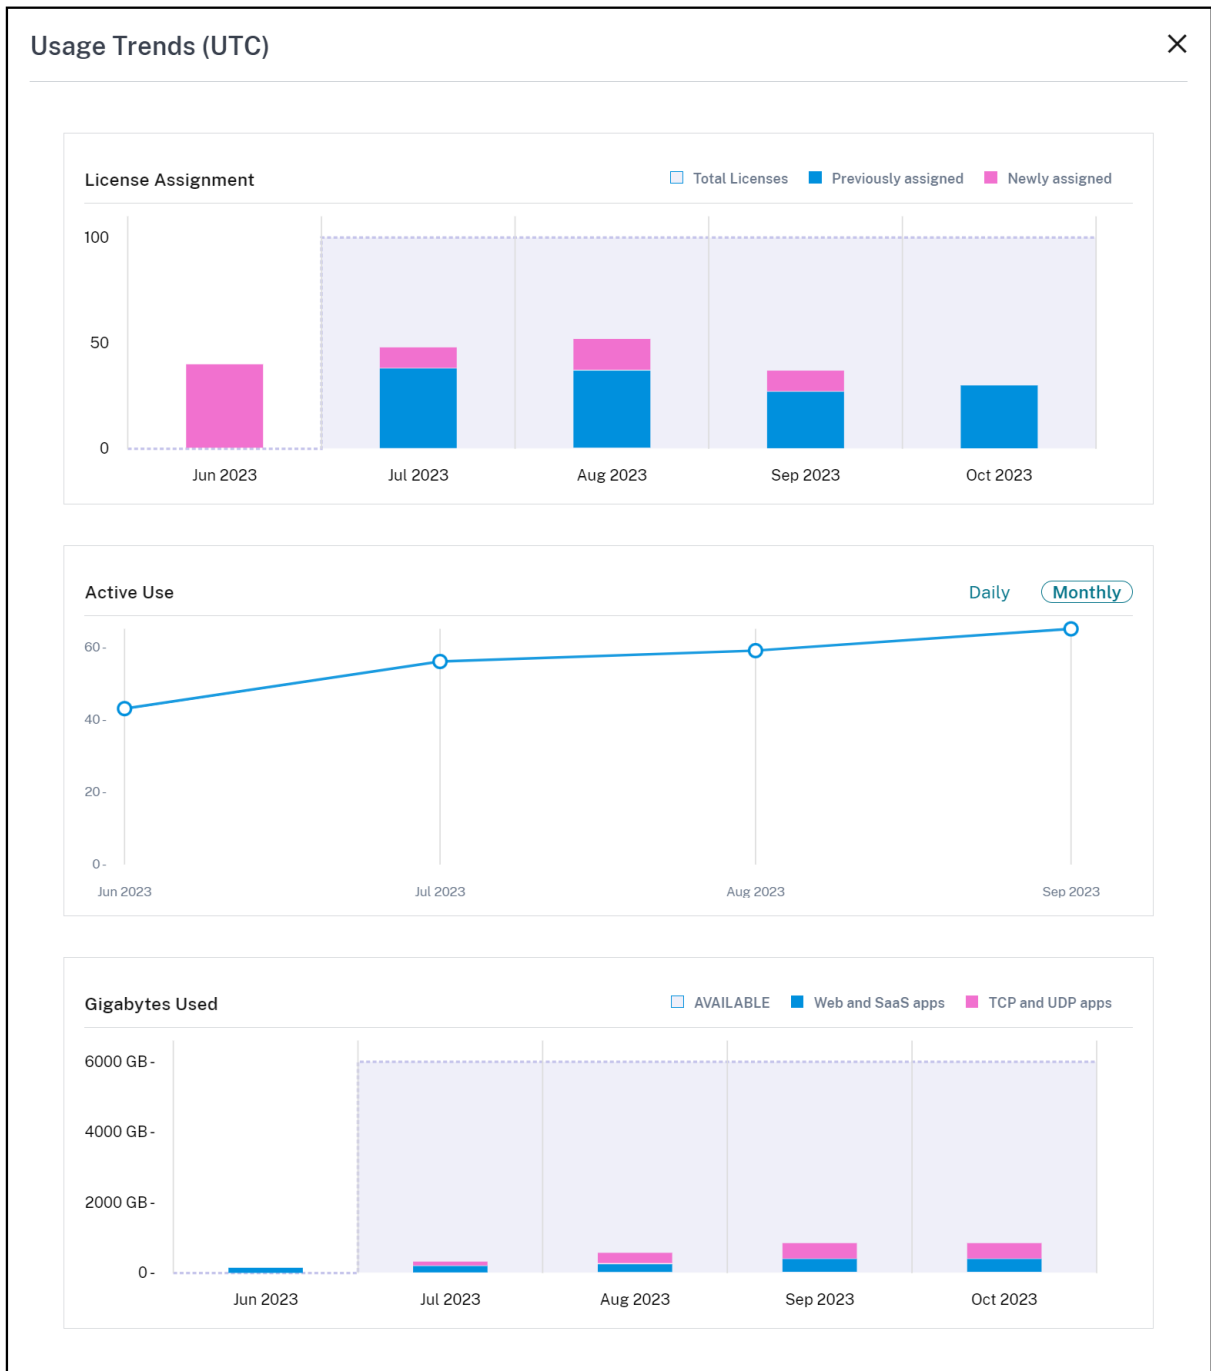 Usage Trends (UTC)
License Assignment
Total Licenses Previously assigned Newly assigned
100
50
0
Jun 2023 Jul 2023 Aug 2023 Sep 2023 Oct 2023
Active Use
Daily Monthly
60-
40-
20-
0-
Jun 2023 Jul 2023 Aug 2023 Sep 2023
Gigabytes Used
AVAILABLE Web and SaaS apps TCP and UDP apps
6000 GB-
4000 GB-
2000 GB-
0-
Jun 2023 Jul 2023 Aug 2023 Sep 2023 Oct 2023